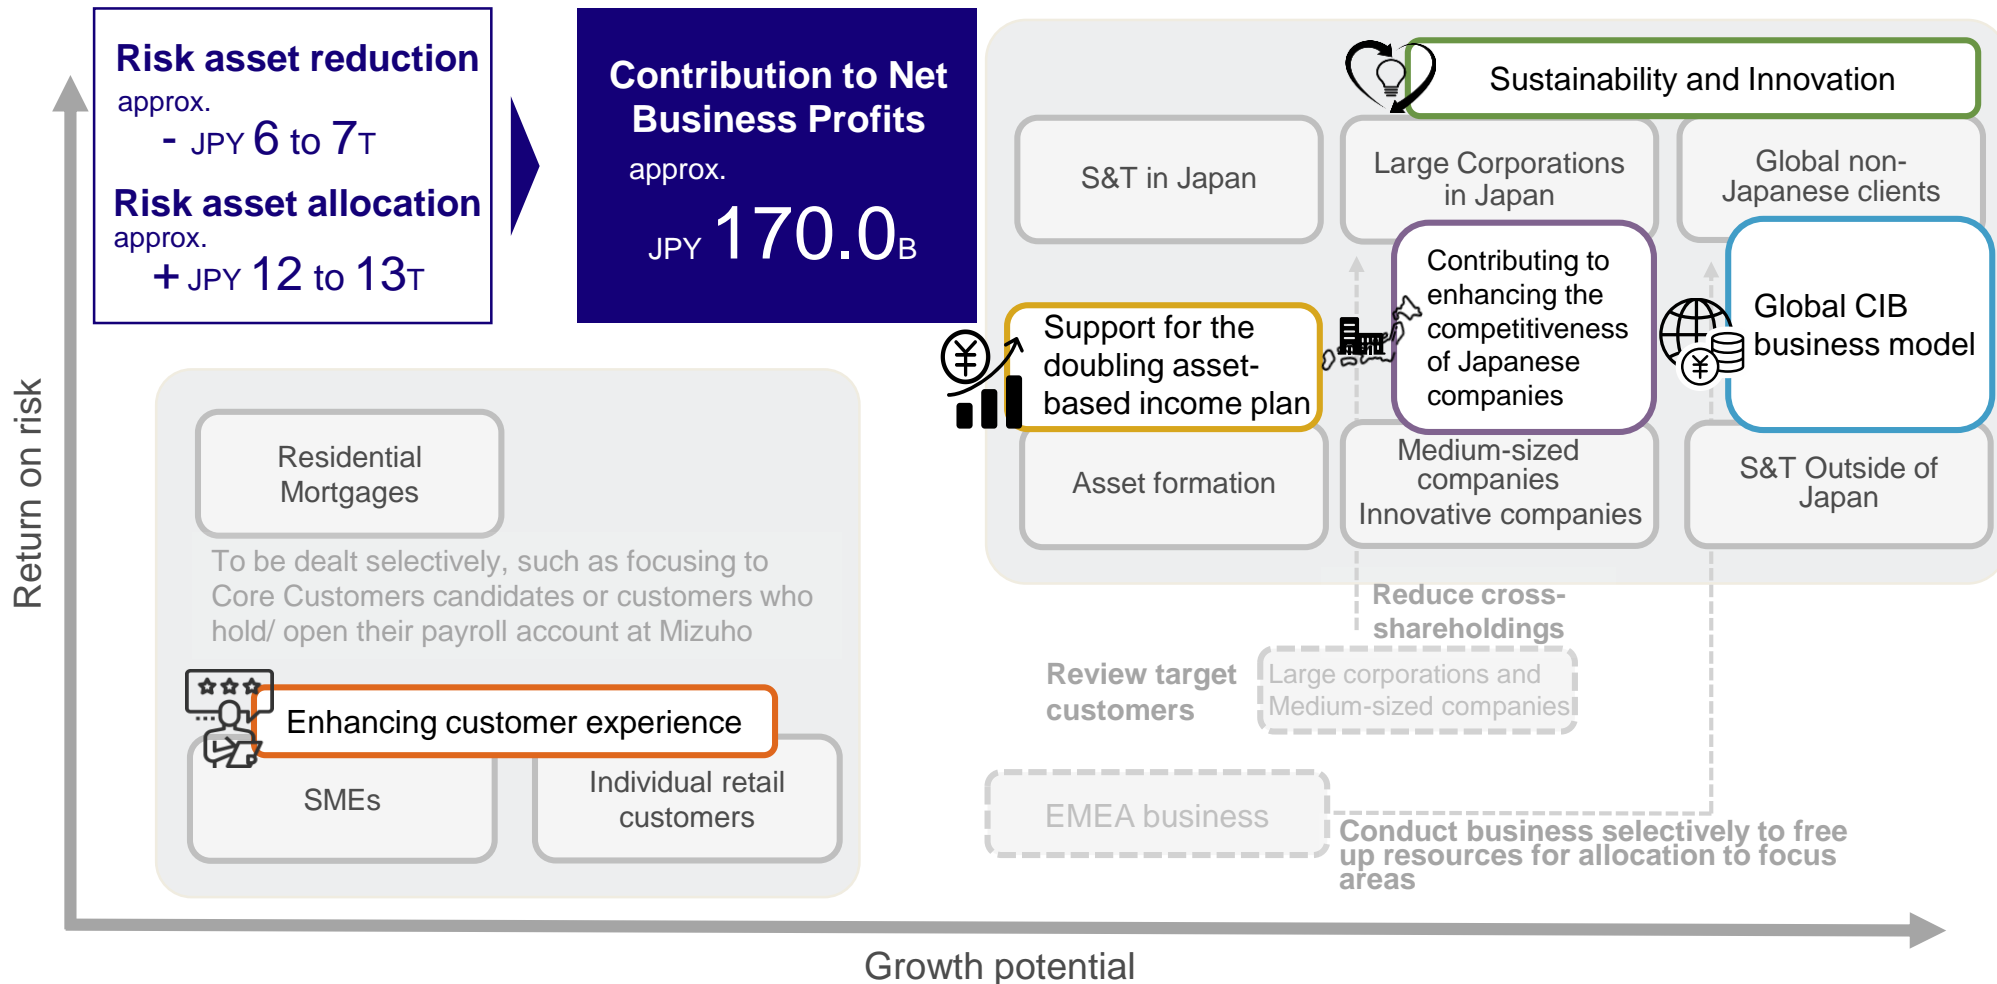 Risk asset reduction
approx.
- JPY 6 to 7T
Risk asset allocation
approx.
+ JPY 12 to 13T
Contribution to Net
Business Profits
approx.
JPY 170.0B
Sustainability and Innovation
S&T in Japan
Large Corporations
in Japan
Global non-
Japanese clients
Support for the
doubling asset-
based income plan
Contributing to
enhancing the
competitiveness
of Japanese
companies
Global CIB
business model
Asset formation
Medium-sized
companies
Innovative companies
S&T Outside of
Japan
Residential
Mortgages
To be dealt selectively, such as focusing to
Core Customers candidates or customers who
hold/ open their payroll account at Mizuho
Enhancing customer experience
SMEs
Individual retail
customers
Reduce cross-
shareholdings
Review target
customers
Large corporations and
Medium-sized companies
EMEA business
Conduct business selectively to free
up resources for allocation to focus
areas
Return on risk
Growth potential